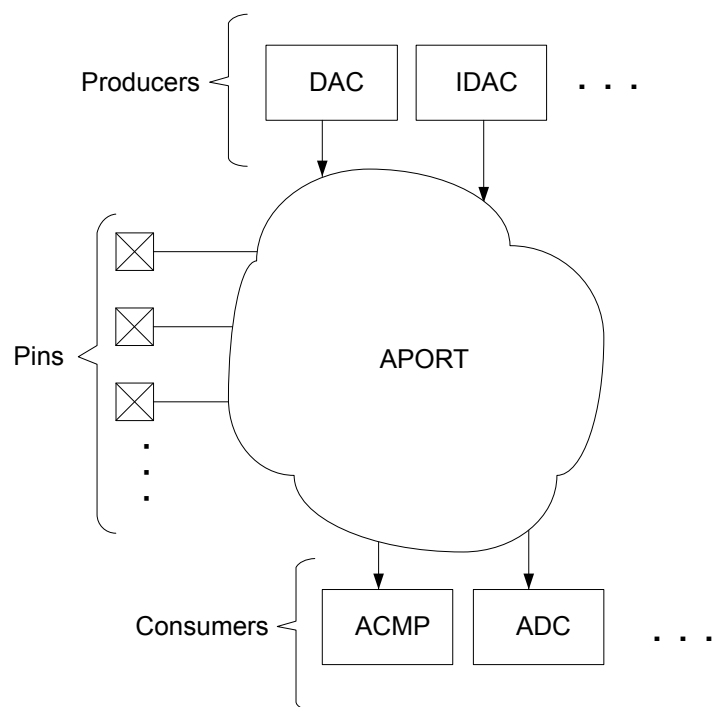 Producers
DAC
IDAC
. . .
Pins
APORT
.
.
.
Consumers
ACMP
ADC
. . .